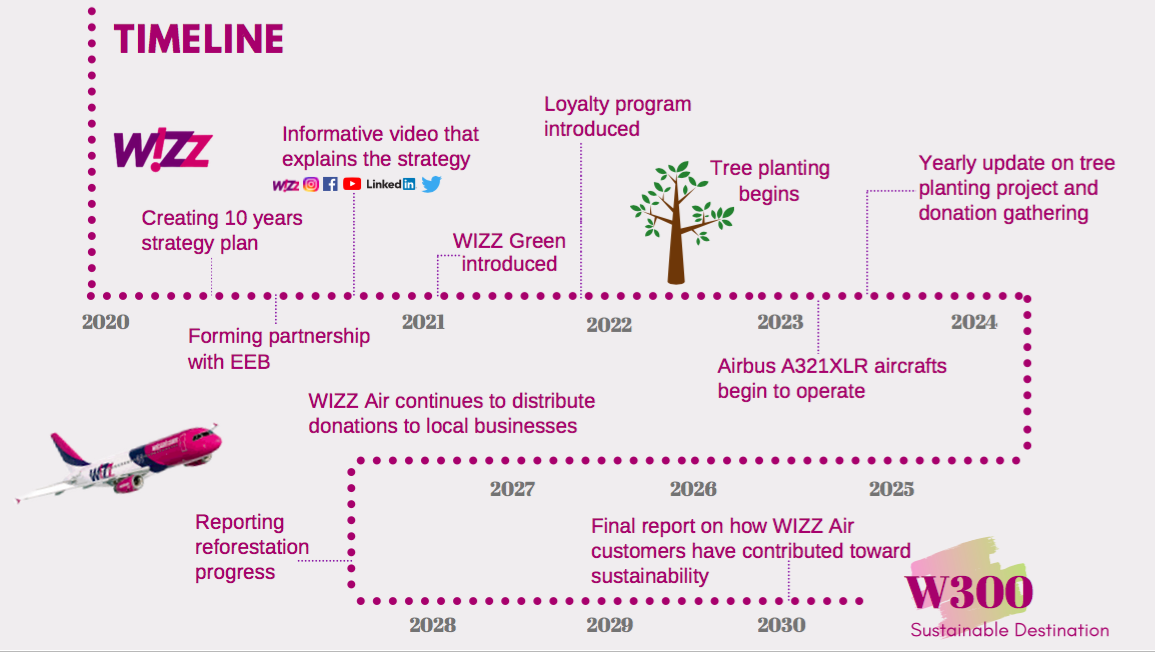 TIMELINE
WIZZ
Informative video that
explains the strategy
WIZZ LinkedIn
Loyalty program
introduced
Tree planting
begins
Yearly update on tree
planting project and
donation gathering
Creating 10 years
strategy plan
WIZZ Green
introduced
2020
2021
2022
2023
2024
Forming partnership
with EEB
Airbus A321XLR aircrafts
begin to operate
WIZZ Air continues to distribute
donations to local businesses
WIZZ
2027
2026
2025
Reporting
reforestation
progress
Final report on how WIZZ Air
customers have contributed toward
sustainability
2028
2029
2030
W300
Sustainable Destination